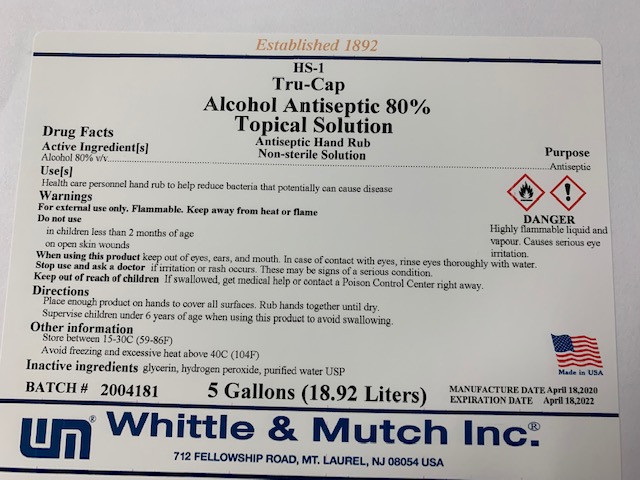 Established 1892
HS-1
Tru-Cap
Alcohol Antiseptic 80%
Topical Solution
Drug Facts
Antiseptic Hand Rub
Active Ingredient[s]
Non-sterile Solution
Purpose
Alcohol 80% v/v..........Antiseptic
Use[s]
Health care personnel hand rub to help reduce bacteria that potentially can cause disease
Warnings
For external use only. Flammable. Keep away from heat or flame
Do not use
in children less than 2 months of age
on open skin wounds
DANGER
Highly flammable liquid and
vapour. Causes serious eye
irritation.
When using this product keep out of eyes, ears, and mouth. In case of contact with eyes, rinse eyes thoroughly with water.
Stop use and ask a doctor if irritation or rash occurs. These may be signs of a serious condition.
Keep out of reach of children If swallowed, get medical help or contact a Poison Control Center right away.
Directions
Place enough product on hands to cover all surfaces. Rub hands together until dry.
Supervise children under 6 years of age when using this product to avoid swallowing.
Other information
Store between 15-30C (59-86F)
Avoid freezing and excessive heat above 40C (104F)
Made in USA
Inactive ingredients glycerin, hydrogen peroxide, purified water USP
BATCH # 2004181
5 Gallons (18.92 Liters)
MANUFACTURE DATE April 18,2020
EXPIRATION DATE April 18,2022
WM® Whittle & Mutch Inc.®
712 FELLOWSHIP ROAD, MT. LAUREL, NJ 08054 USA